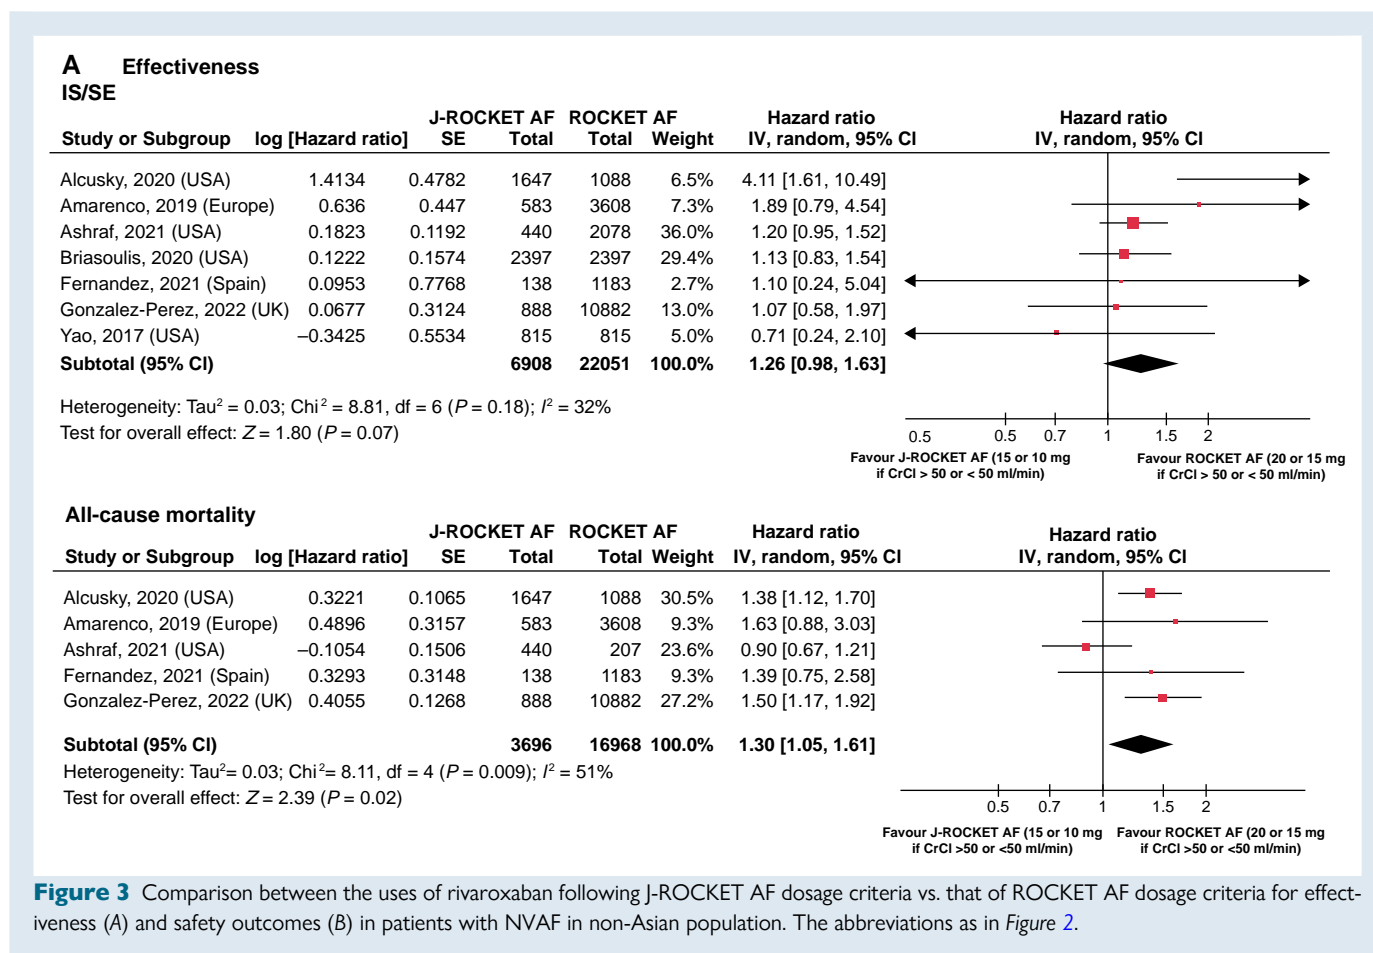 A Effectiveness
IS/SE
J-ROCKET AF ROCKET AF Hazard ratio Hazard ratio
Study or Subgroup log [Hazard ratio] SE Total Total Weight IV, random, 95% CI IV, random, 95% CI
Alcusky, 2020 (USA) 1.4134 0.4782 1647 1088 6.5% 4.11 [1.61, 10.49]
Amarenco, 2019 (Europe) 0.636 0.447 583 3608 7.3% 1.89 [0.79, 4.54]
Ashraf, 2021 (USA) 0.1823 0.1192 440 2078 36.0% 1.20 [0.95, 1.52]
Briasoulis, 2020 (USA) 0.1222 0.1574 2397 2397 29.4% 1.13 [0.83, 1.54]
Fernandez, 2021 (Spain) 0.0953 0.7768 138 1183 2.7% 1.10 [0.24, 5.04]
Gonzalez-Perez, 2022 (UK) 0.0677 0.3124 888 10882 13.0% 1.07 [0.58, 1.97]
Yao, 2017 (USA) –0.3425 0.5534 815 815 5.0% 0.71 [0.24, 2.10]
Subtotal (95% CI) 6908 22051 100.0% 1.26 [0.98, 1.63]
Heterogeneity: Tau² = 0.03; Chi² = 8.81, df = 6 (P = 0.18); I² = 32%
Test for overall effect: Z = 1.80 (P = 0.07)
0.5 0.5 0.7 1 1.5 2
Favour J-ROCKET AF (15 or 10 mg Favour ROCKET AF (20 or 15 mg
if CrCl > 50 or < 50 ml/min) if CrCl > 50 or < 50 ml/min)
All-cause mortality
J-ROCKET AF ROCKET AF Hazard ratio Hazard ratio
Study or Subgroup log [Hazard ratio] SE Total Total Weight IV, random, 95% CI IV, random, 95% CI
Alcusky, 2020 (USA) 0.3221 0.1065 1647 1088 30.5% 1.38 [1.12, 1.70]
Amarenco, 2019 (Europe) 0.4896 0.3157 583 3608 9.3% 1.63 [0.88, 3.03]
Ashraf, 2021 (USA) –0.1054 0.1506 440 207 23.6% 0.90 [0.67, 1.21]
Fernandez, 2021 (Spain) 0.3293 0.3148 138 1183 9.3% 1.39 [0.75, 2.58]
Gonzalez-Perez, 2022 (UK) 0.4055 0.1268 888 10882 27.2% 1.50 [1.17, 1.92]
Subtotal (95% CI) 3696 16968 100.0% 1.30 [1.05, 1.61]
Heterogeneity: Tau²= 0.03; Chi²= 8.11, df = 4 (P = 0.009); I² = 51%
Test for overall effect: Z = 2.39 (P = 0.02)
0.5 0.7 1 1.5 2
Favour J-ROCKET AF (15 or 10 mg Favour ROCKET AF (20 or 15 mg
if CrCl >50 or <50 ml/min) if CrCl >50 or <50 ml/min)
Figure 3 Comparison between the uses of rivaroxaban following J-ROCKET AF dosage criteria vs. that of ROCKET AF dosage criteria for effect-
iveness (A) and safety outcomes (B) in patients with NVAF in non-Asian population. The abbreviations as in Figure 2.